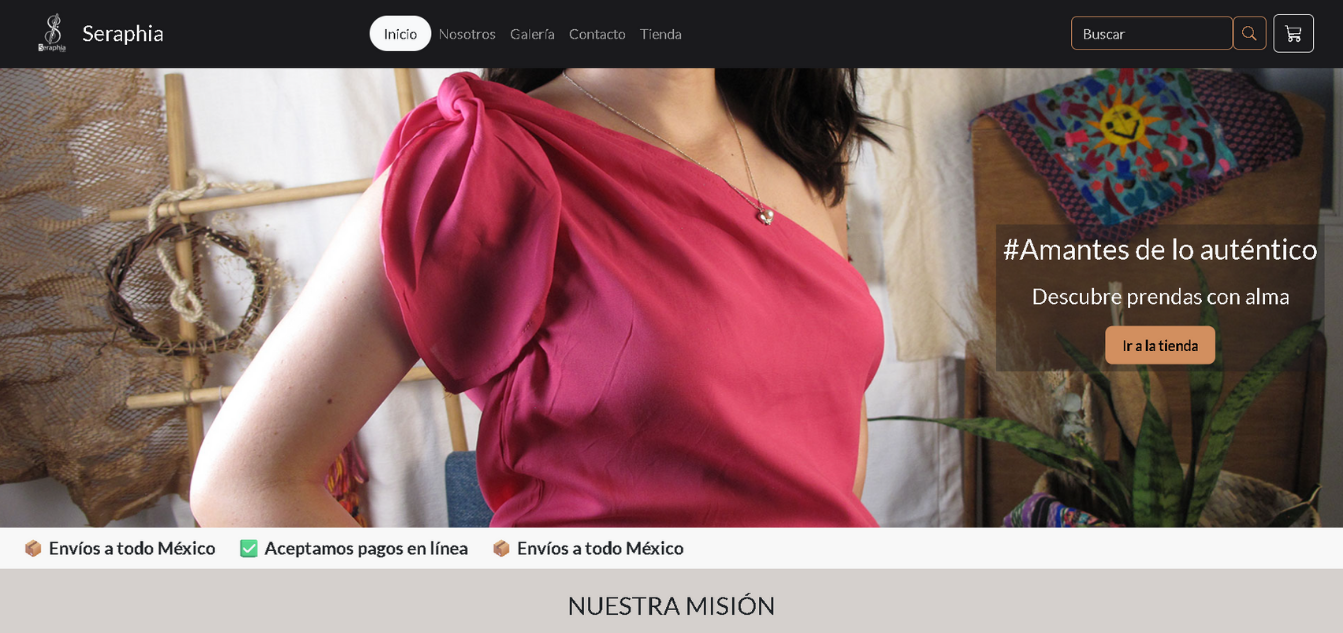 Seraphia
Seraphia
Inicio
Nosotros
Galería
Contacto
Tienda
Buscar
#Amantes de lo auténtico
Descubre prendas con alma
Ir a la tienda
📦 Envíos a todo México
✅ Aceptamos pagos en línea
📦 Envíos a todo México
NUESTRA MISIÓN